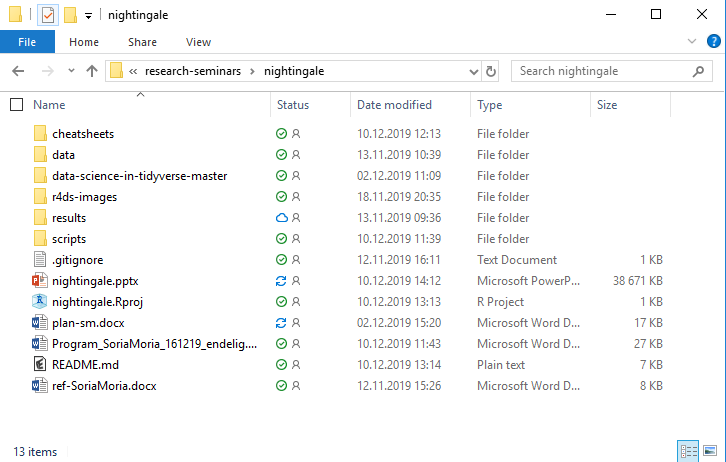 nightingale
File Home Share View
research-seminars nightingale Search nightingale
Name Status Date modified Type Size
cheatsheets 10.12.2019 12:13 File folder
data 13.11.2019 10:39 File folder
data-science-in-tidyverse-master 02.12.2019 11:09 File folder
r4ds-images 18.11.2019 20:35 File folder
results 13.11.2019 09:36 File folder
scripts 10.12.2019 11:39 File folder
.gitignore 12.11.2019 16:11 Text Document 1 KB
nightingale.pptx 10.12.2019 14:12 Microsoft PowerP... 38 671 KB
nightingale.Rproj 10.12.2019 13:13 R Project 1 KB
plan-sm.docx 02.12.2019 15:20 Microsoft Word D... 17 KB
Program_SoriaMoria_161219_endelig.... 10.12.2019 11:43 Microsoft Word D... 27 KB
README.md 10.12.2019 13:14 Plain text 7 KB
ref-SoriaMoria.docx 12.11.2019 15:26 Microsoft Word D... 8 KB
13 items